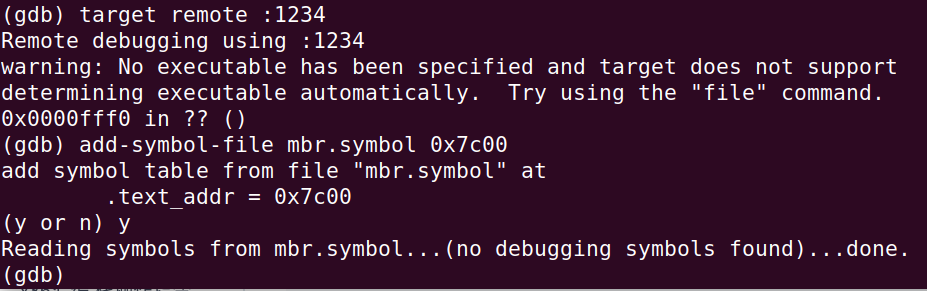 (gdb) target remote :1234
Remote debugging using :1234
warning: No executable has been specified and target does not support
determining executable automatically.  Try using the "file" command.
0x0000fff0 in ?? ()
(gdb) add-symbol-file mbr.symbol 0x7c00
add symbol table from file "mbr.symbol" at
        .text_addr = 0x7c00
(y or n) y
Reading symbols from mbr.symbol...(no debugging symbols found)...done.
(gdb)